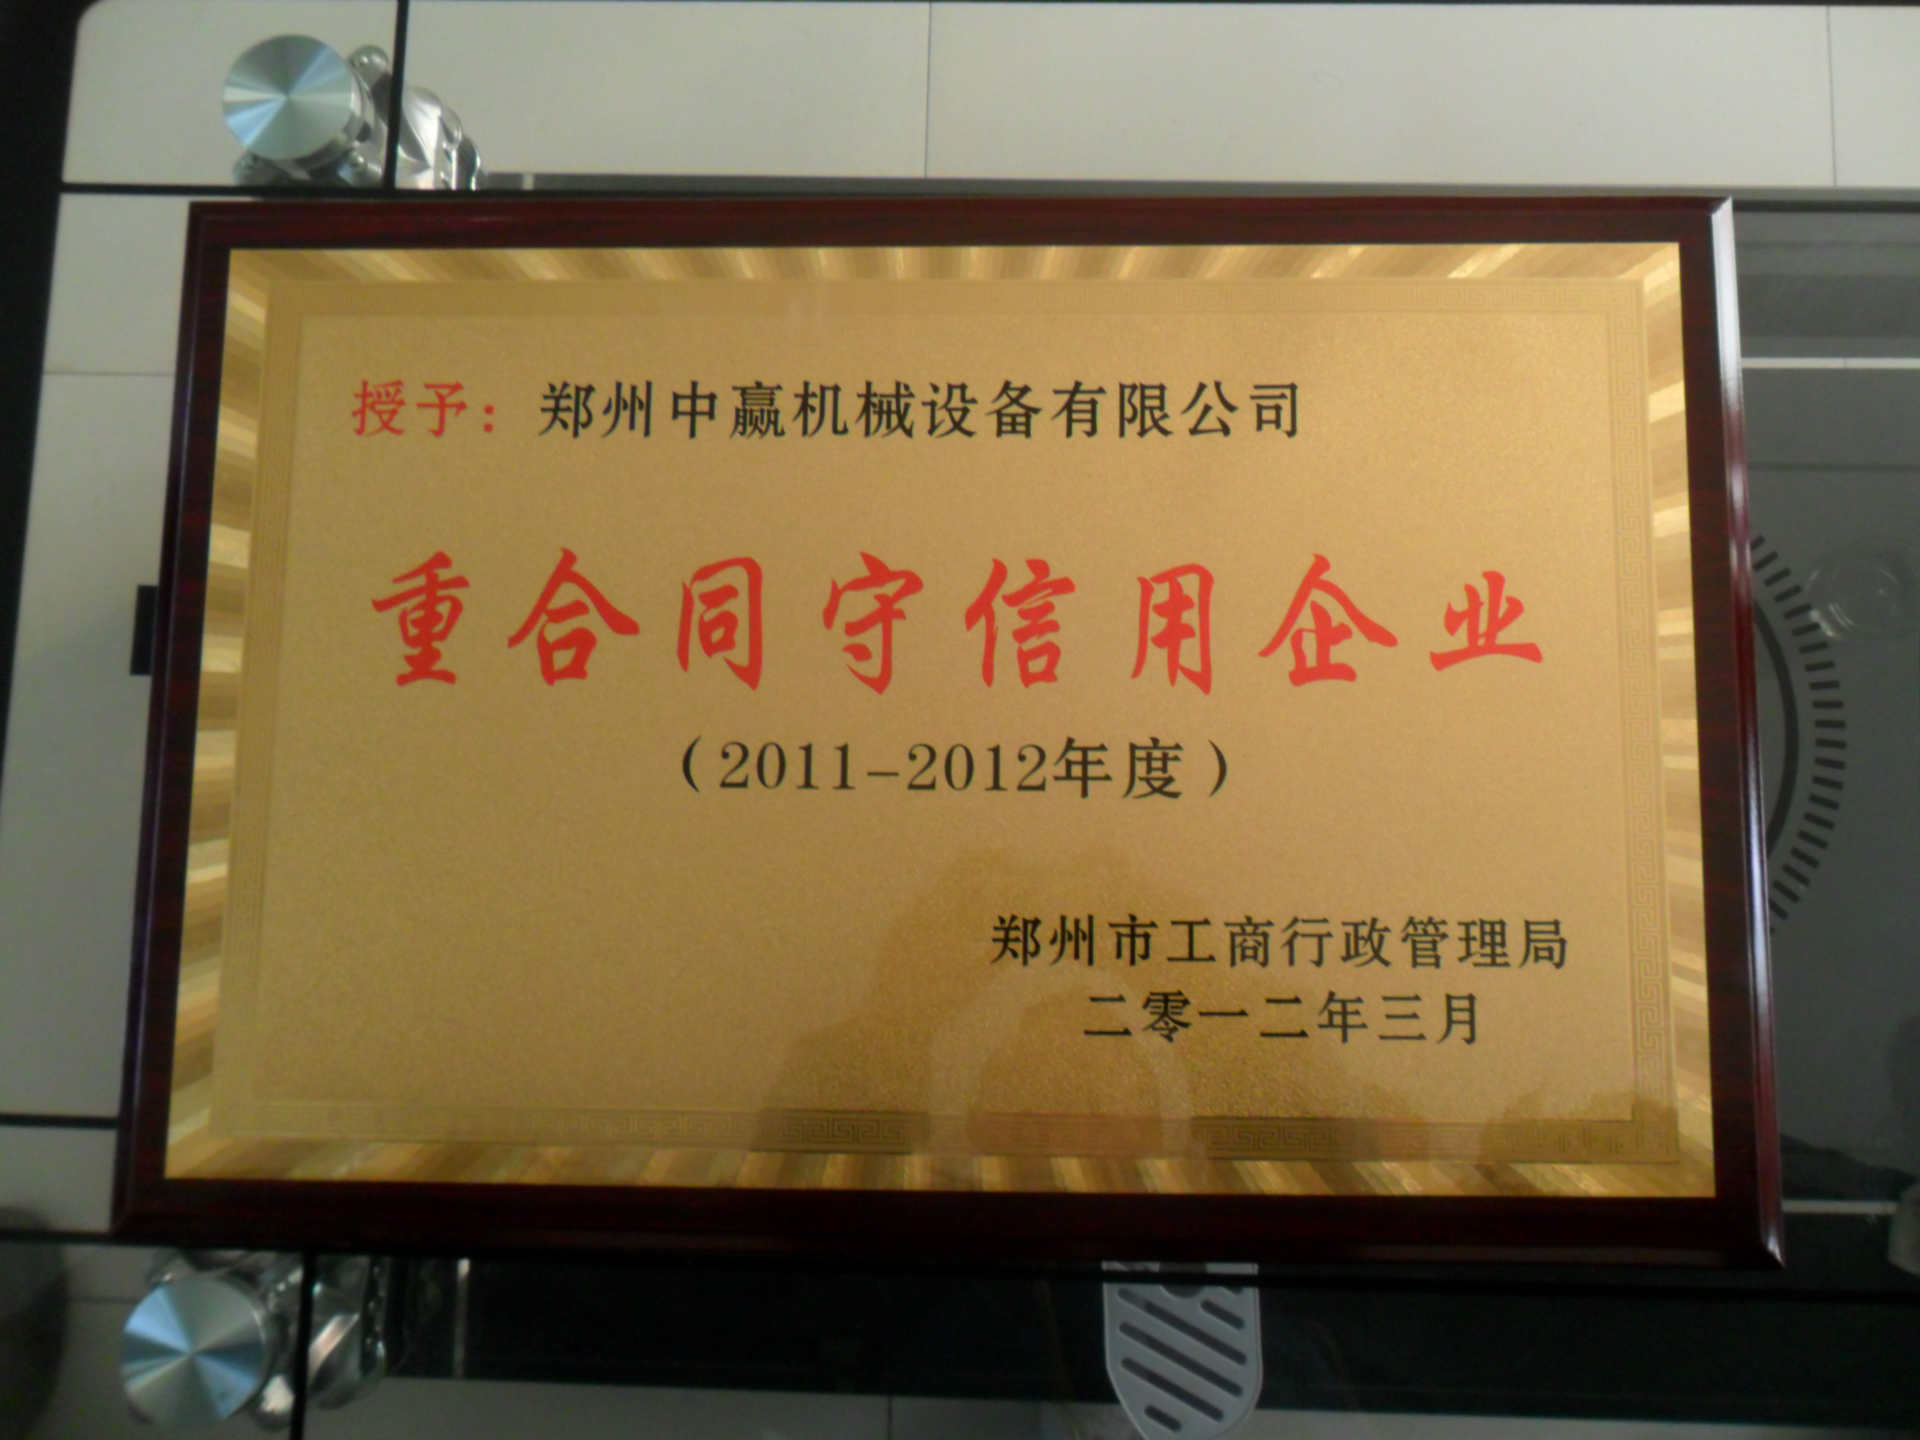 授予：郑州中赢机械设备有限公司
重合同守信用企业
（2011-2012年度）
郑州市工商行政管理局
二零一二年三月